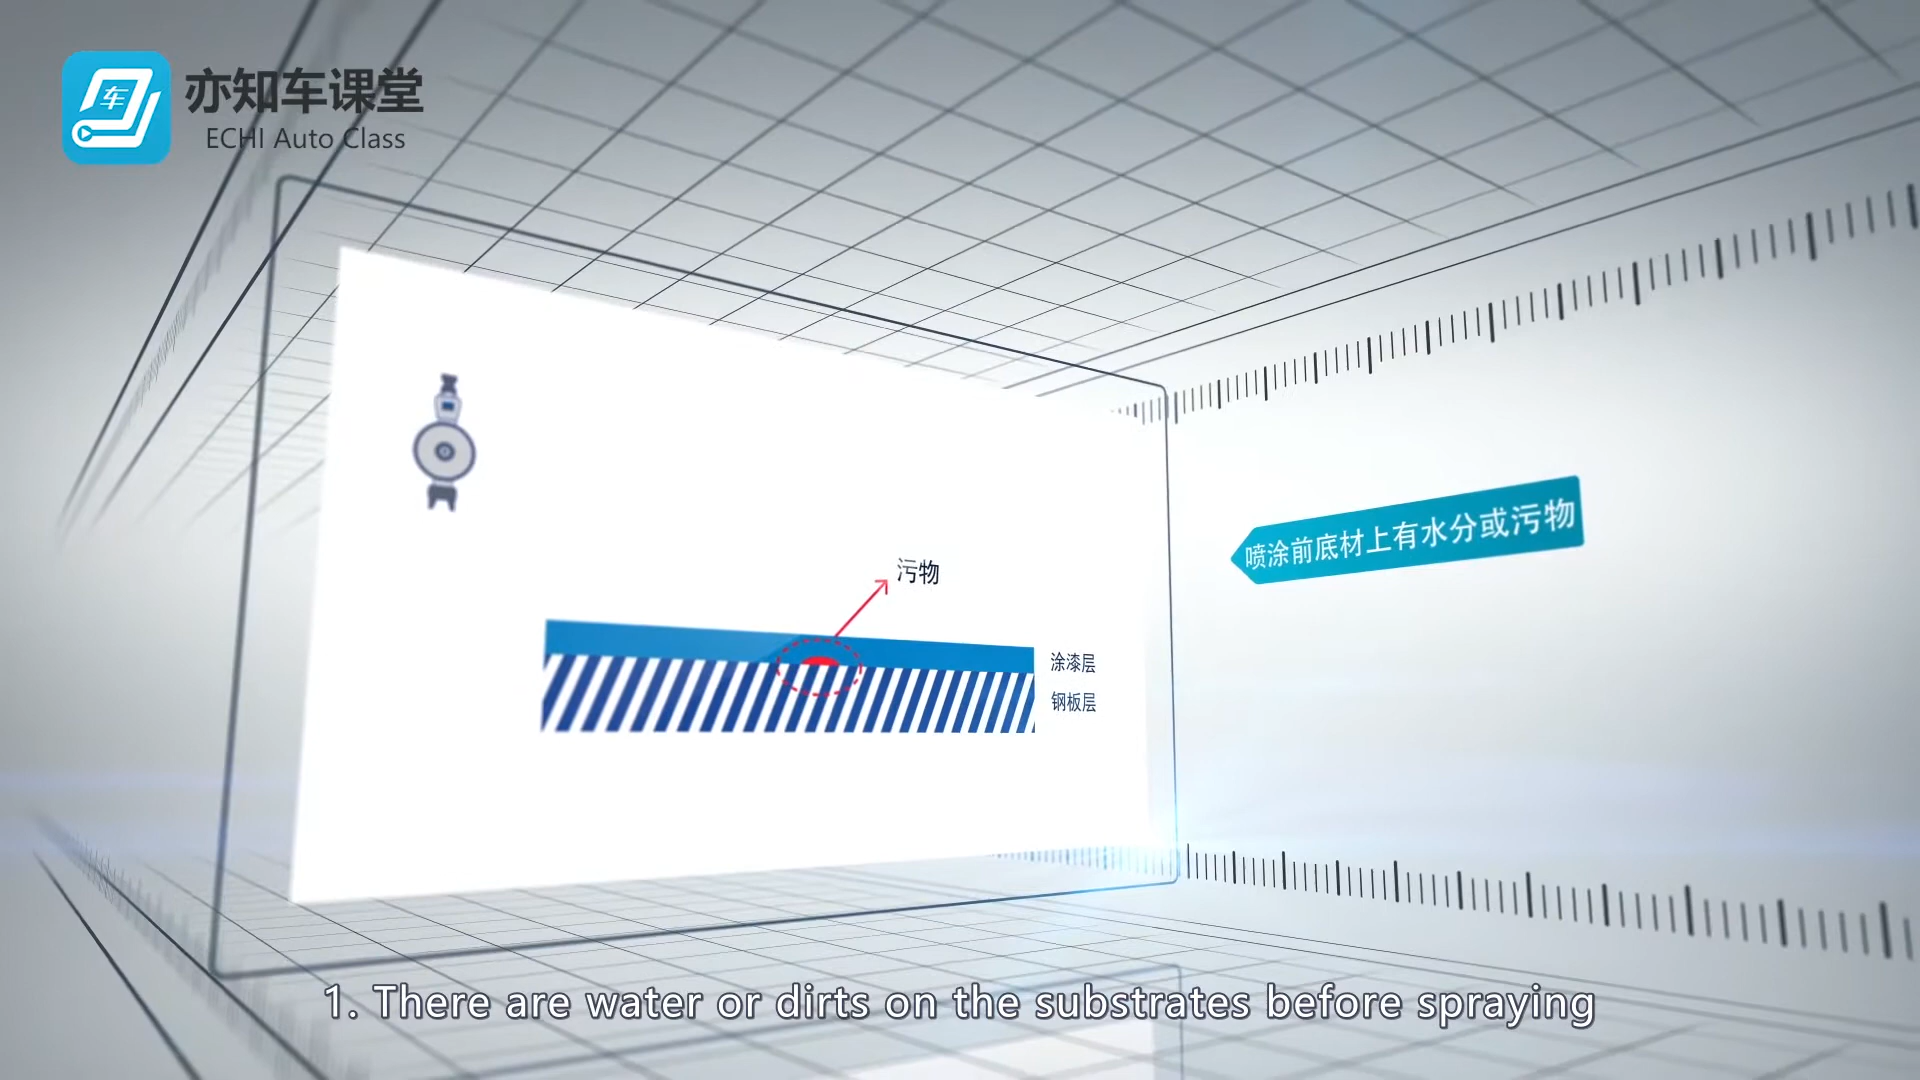 车
亦知车课堂
ECHI Auto Class
喷涂前底材上有水分或污物
污物
涂漆层
钢板层
1. There are water or dirts on the substrates before spraying